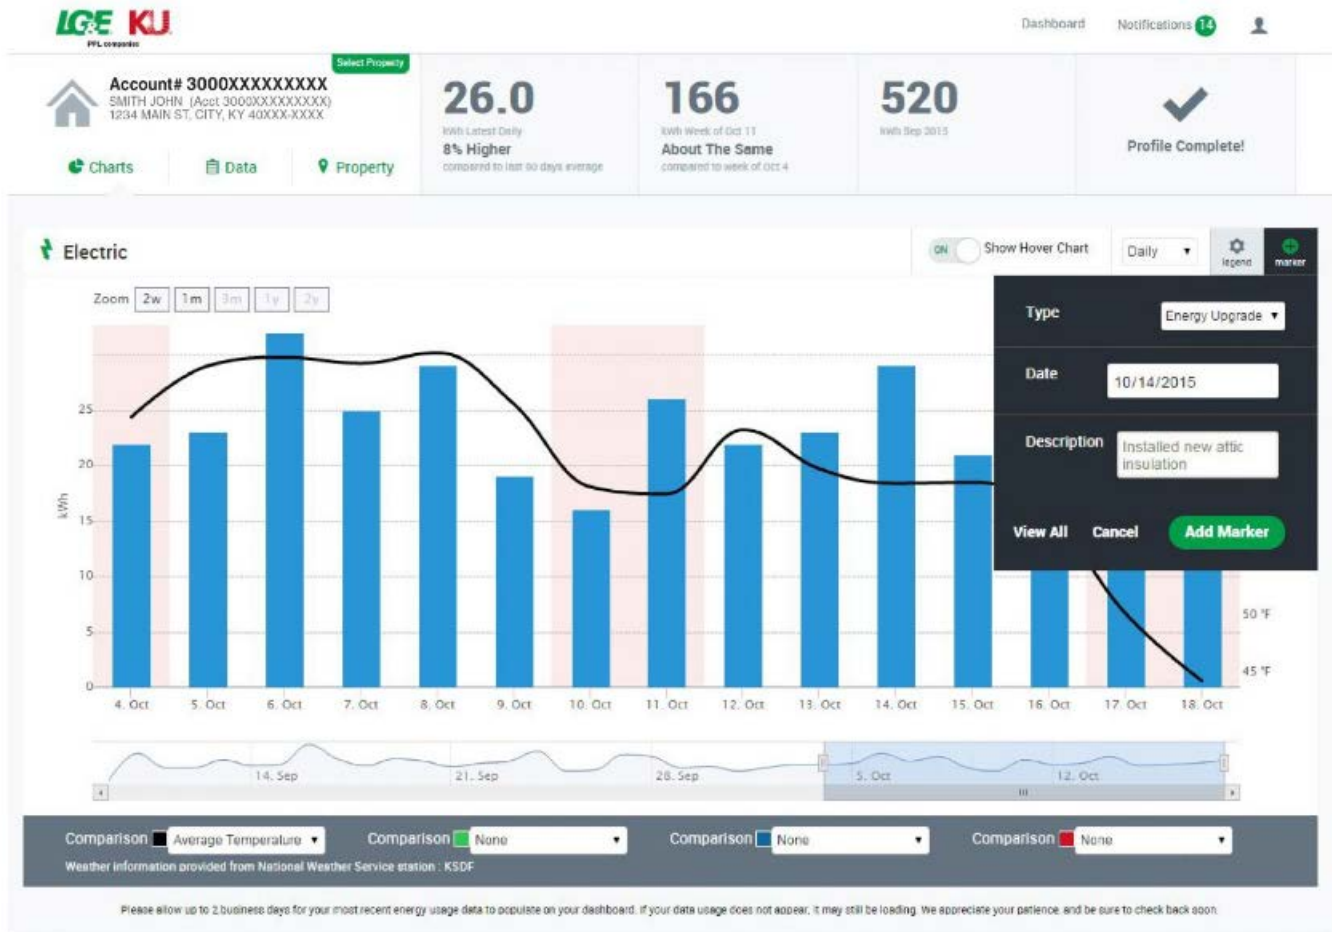 LG&E KU
PPL companies
Dashboard
Notifications 14
Select Property
Account# 3000XXXXXXXXX
SMITH JOHN (Acct 3000XXXXXXXXX)
1234 MAIN ST, CITY, KY 40XXX-XXXX
Charts
Data
Property
26.0
kWh Latest Daily
8% Higher
compared to last 90 days average
166
kWh Week of Oct 11
About The Same
compared to week of Oct 4
520
kWh Sep 2015
Profile Complete!
Electric
ON Show Hover Chart
Daily
legend
marker
Zoom 2w 1m 3m 1y 2y
Type
Energy Upgrade
Date
10/14/2015
Description
Installed new attic
insulation
View All Cancel Add Marker
kWh
25
20
15
10
5
0
50 °F
45 °F
4. Oct 5. Oct 6. Oct 7. Oct 8. Oct 9. Oct 10. Oct 11. Oct 12. Oct 13. Oct 14. Oct 15. Oct 16. Oct 17. Oct 18. Oct
14. Sep 21. Sep 28. Sep 5. Oct 12. Oct
Comparison Average Temperature Comparison None Comparison None Comparison None
Weather information provided from National Weather Service station : KSDF
Please allow up to 2 business days for your most recent energy usage data to populate on your dashboard. If your data usage does not appear, it may still be loading. We appreciate your patience, and be sure to check back soon.